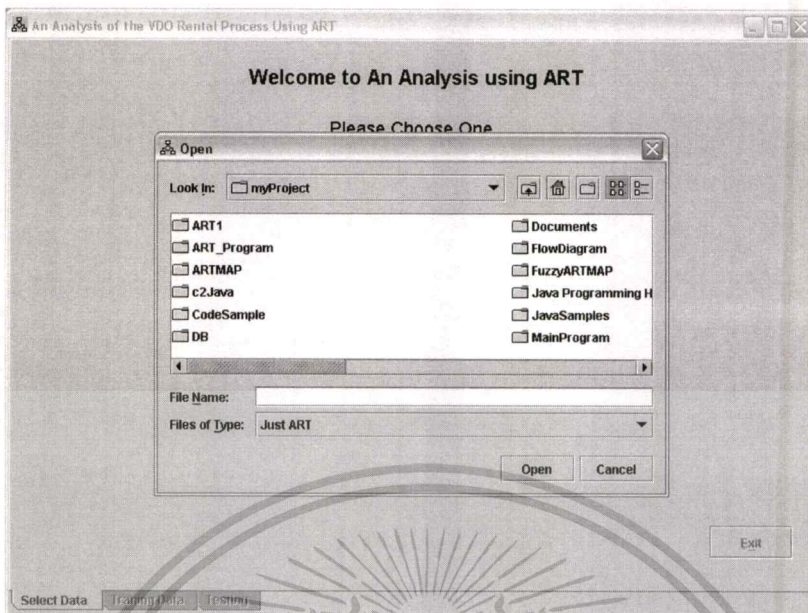 An Analysis of the VDO Rental Process Using ART
Welcome to An Analysis using ART
Please Choose One
Open
Look In: myProject
ART1
ART_Program
ARTMAP
c2Java
CodeSample
DB
Documents
FlowDiagram
FuzzyARTMAP
Java Programming H
JavaSamples
MainProgram
File Name:
Files of Type: Just ART
Open Cancel
Exit
Select Data Traning Data Testing